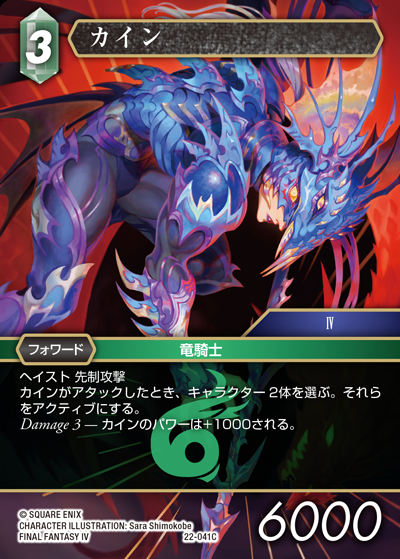 3
カイン
IV
フォワード
竜騎士
ヘイスト 先制攻撃
カインがアタックしたとき、キャラクター2体を選ぶ。それら
をアクティブにする。
Damage 3 — カインのパワーは+1000される。
6
© SQUARE ENIX
CHARACTER ILLUSTRATION: Sara Shimokobe
FINAL FANTASY IV
22-041C
6000